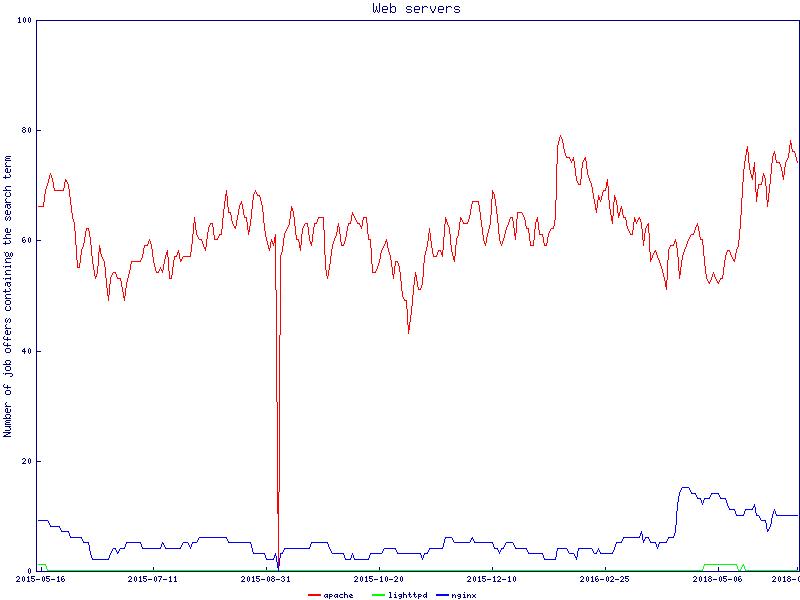 Web servers
100
80
60
40
20
0
Number of job offers containing the search term
2015-05-16 2015-07-11 2015-08-31 2015-10-20 2015-12-10 2016-02-25 2018-05-06 2018-0
apache lighttpd nginx